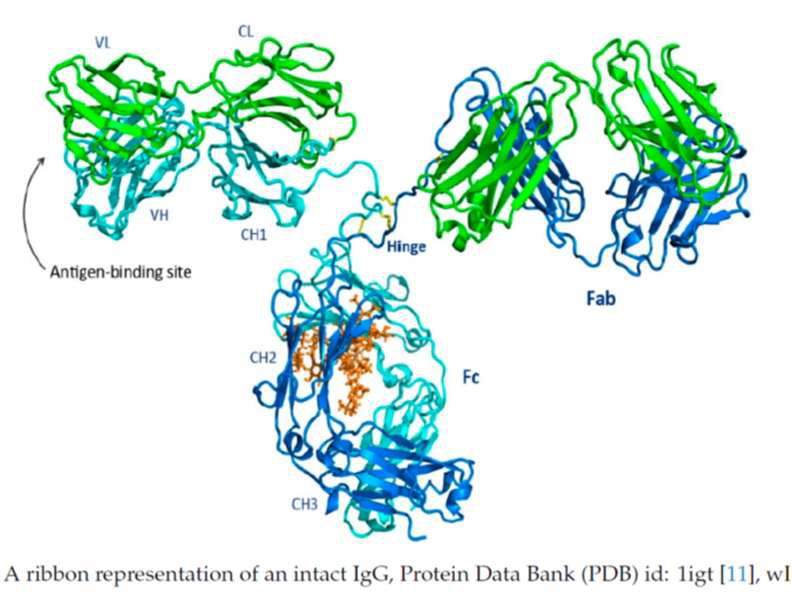 VL
CL
VH
CH1
Hinge
Antigen-binding site
Fab
CH2
Fc
CH3
A ribbon representation of an intact IgG, Protein Data Bank (PDB) id: 1igt [11], wI